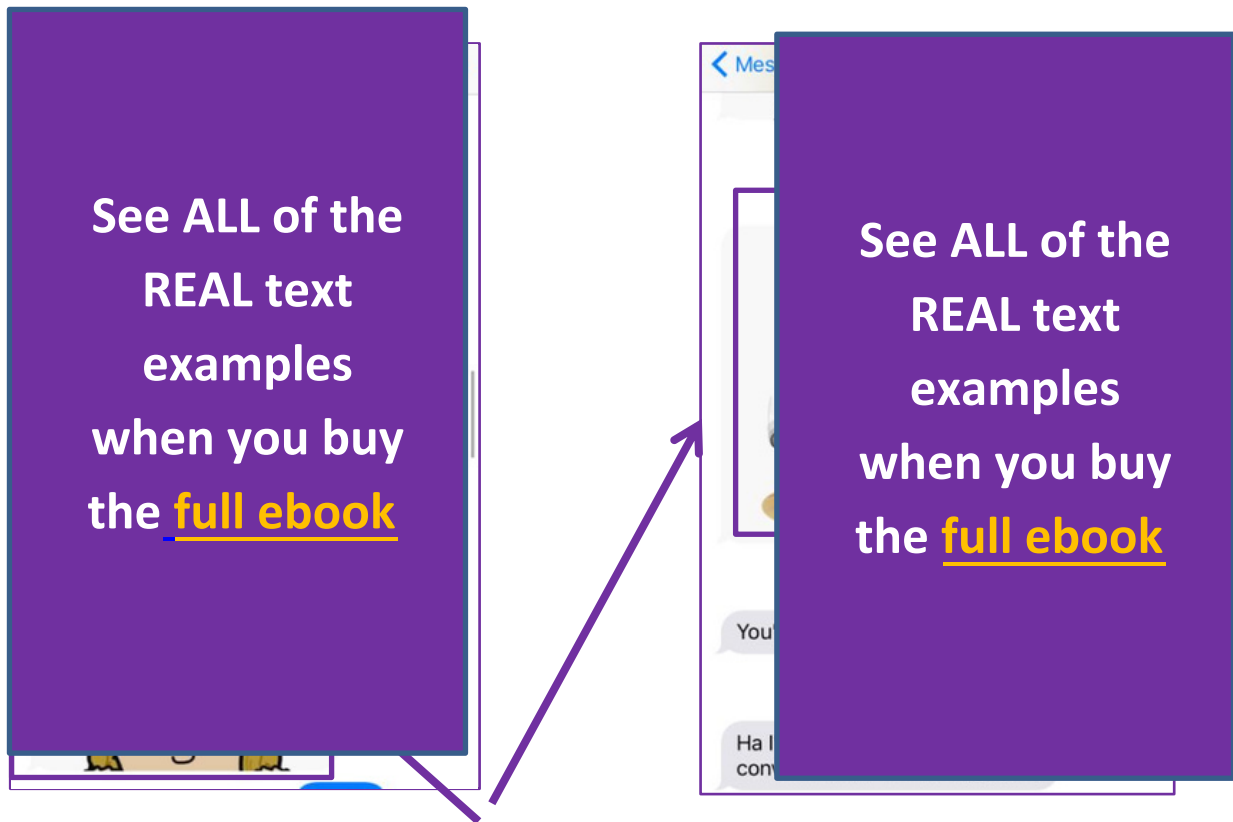 See ALL of the
REAL text
examples
when you buy
the full ebook
Mes
See ALL of the
REAL text
examples
when you buy
the full ebook
You'
Ha I
conv